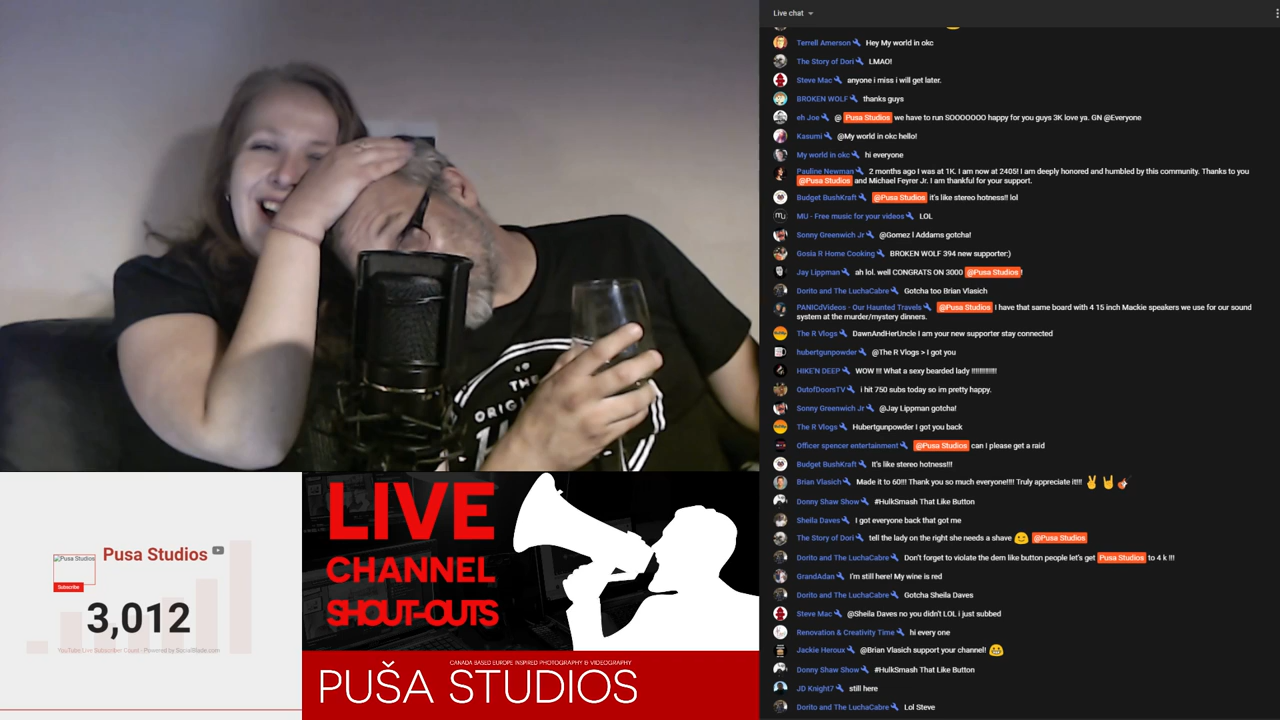 Live chat
Terrell Amerson Hey My world in okc
The Story of Dori LMAO!
Steve Mac anyone i miss i will get later.
BROKEN WOLF thanks guys
eh Joe @ Pusa Studios we have to run SOOOOOOO happy for you guys 3K love ya. GN @Everyone
Kasumi @My world in okc hello!
My world in okc hi everyone
Pauline Newman 2 months ago I was at 1K. I am now at 2405! I am deeply honored and humbled by this community. Thanks to you
@Pusa Studios and Michael Feyrer Jr. I am thankful for your support.
Budget BushKraft @Pusa Studios it's like stereo hotness!! lol
MU - Free music for your videos LOL
Sonny Greenwich Jr @Gomez l Addams gotcha!
Gosia R Home Cooking BROKEN WOLF 394 new supporter:)
Jay Lippman ah lol. well CONGRATS ON 3000 @Pusa Studios !
Dorito and The LuchaCabre Gotcha too Brian Vlasich
PANICdVideos - Our Haunted Travels @Pusa Studios I have that same board with 4 15 inch Mackie speakers we use for our sound
system at the murder/mystery dinners.
The R Vlogs DawnAndHerUncle I am your new supporter stay connected
hubertgunpowder @The R Vlogs > I got you
HIKE'N DEEP WOW !!! What a sexy bearded lady !!!!!!!!!!!!!
OutofDoorsTV i hit 750 subs today so im pretty happy.
Sonny Greenwich Jr @Jay Lippman gotcha!
The R Vlogs Hubertgunpowder I got you back
Officer spencer entertainment @Pusa Studios can I please get a raid
Budget BushKraft It's like stereo hotness!!!
Brian Vlasich Made it to 60!!! Thank you so much everyone!!!! Truly appreciate it!!! ✌️🤘🎸
Donny Shaw Show #HulkSmash That Like Button
Sheila Daves I got everyone back that got me
The Story of Dori tell the lady on the right she needs a shave @Pusa Studios
Dorito and The LuchaCabre Don't forget to violate the dern like button people let's get Pusa Studios to 4 k !!!
GrandAdan I'm still here! My wine is red
Dorito and The LuchaCabre Gotcha Sheila Daves
Steve Mac @Sheila Daves no you didn't LOL i just subbed
Renovation & Creativity Time hi every one
Jackie Heroux @Brian Vlasich support your channel! 😁
Donny Shaw Show #HulkSmash That Like Button
JD Knight7 still here
Dorito and The LuchaCabre Lol Steve
TO THE
ORIG
Pusa Studios
Pusa Studios
Subscribe
3,012
YouTube Live Subscriber Count - Powered by SocialBlade.com
LIVE
CHANNEL
SHOUT-OUTS
CANADA BASED EUROPE INSPIRED PHOTOGRAPHY & VIDEOGRAPHY
PUŠA STUDIOS